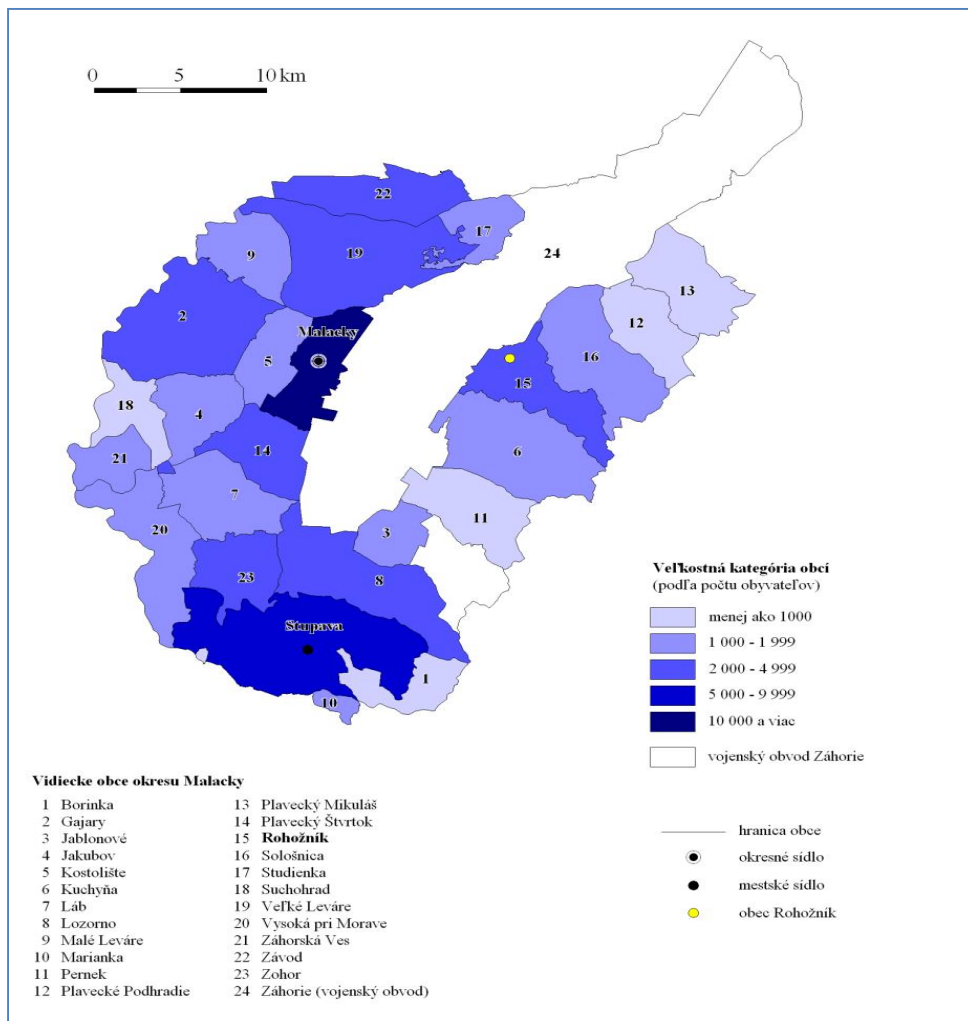 0 5 10 km
22
17
9
19
24
13
2
12
Malacky
5
16
15
18
4
14
21
6
7
20
11
3
23
8
Stupava
1
10
Veľkostná kategória obcí
(podľa počtu obyvateľov)
menej ako 1000
1 000 - 1 999
2 000 - 4 999
5 000 - 9 999
10 000 a viac
vojenský obvod Záhorie
hranica obce
okresné sídlo
mestské sídlo
obec Rohožník
Vidiecke obce okresu Malacky
1 Borinka
2 Gajary
3 Jablonové
4 Jakubov
5 Kostolište
6 Kuchyňa
7 Láb
8 Lozorno
9 Malé Leváre
10 Marianka
11 Pernek
12 Plavecké Podhradie
13 Plavecký Mikuláš
14 Plavecký Štvrtok
15 Rohožník
16 Sološnica
17 Studienka
18 Suchohrad
19 Veľké Leváre
20 Vysoká pri Morave
21 Záhorská Ves
22 Závod
23 Zohor
24 Záhorie (vojenský obvod)